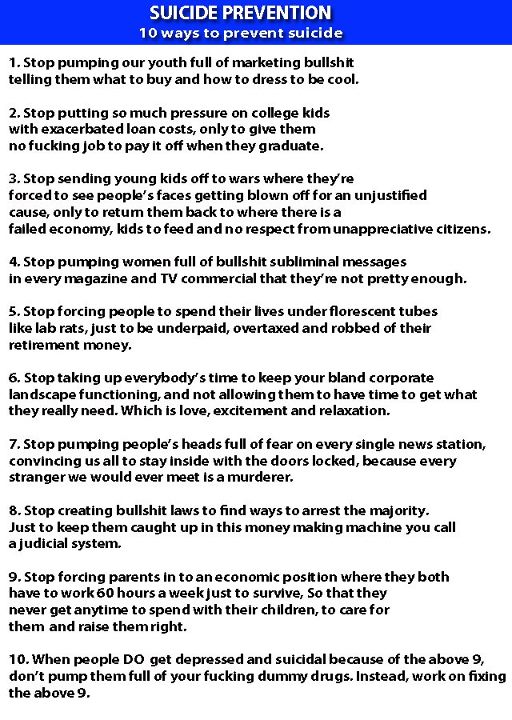 SUICIDE PREVENTION
10 ways to prevent suicide
1. Stop pumping our youth full of marketing bullshit
telling them what to buy and how to dress to be cool.
2. Stop putting so much pressure on college kids
with exacerbated loan costs, only to give them
no fucking job to pay it off when they graduate.
3. Stop sending young kids off to wars where they're
forced to see people's faces getting blown off for an unjustified
cause, only to return them back to where there is a
failed economy, kids to feed and no respect from unappreciative citizens.
4. Stop pumping women full of bullshit subliminal messages
in every magazine and TV commercial that they're not pretty enough.
5. Stop forcing people to spend their lives under florescent tubes
like lab rats, just to be underpaid, overtaxed and robbed of their
retirement money.
6. Stop taking up everybody's time to keep your bland corporate
landscape functioning, and not allowing them to have time to get what
they really need. Which is love, excitement and relaxation.
7. Stop pumping people's heads full of fear on every single news station,
convincing us all to stay inside with the doors locked, because every
stranger we would ever meet is a murderer.
8. Stop creating bullshit laws to find ways to arrest the majority.
Just to keep them caught up in this money making machine you call
a judicial system.
9. Stop forcing parents in to an economic position where they both
have to work 60 hours a week just to survive, So that they
never get anytime to spend with their children, to care for
them and raise them right.
10. When people DO get depressed and suicidal because of the above 9,
don't pump them full of your fucking dummy drugs. Instead, work on fixing
the above 9.